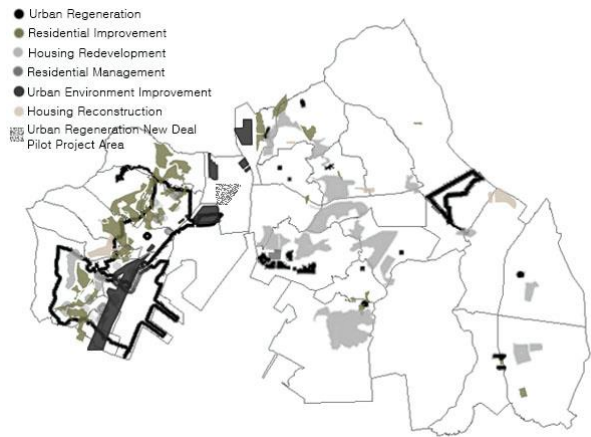 Urban Regeneration
Residential Improvement
Housing Redevelopment
Residential Management
Urban Environment Improvement
Housing Reconstruction
Urban Regeneration New Deal
Pilot Project Area